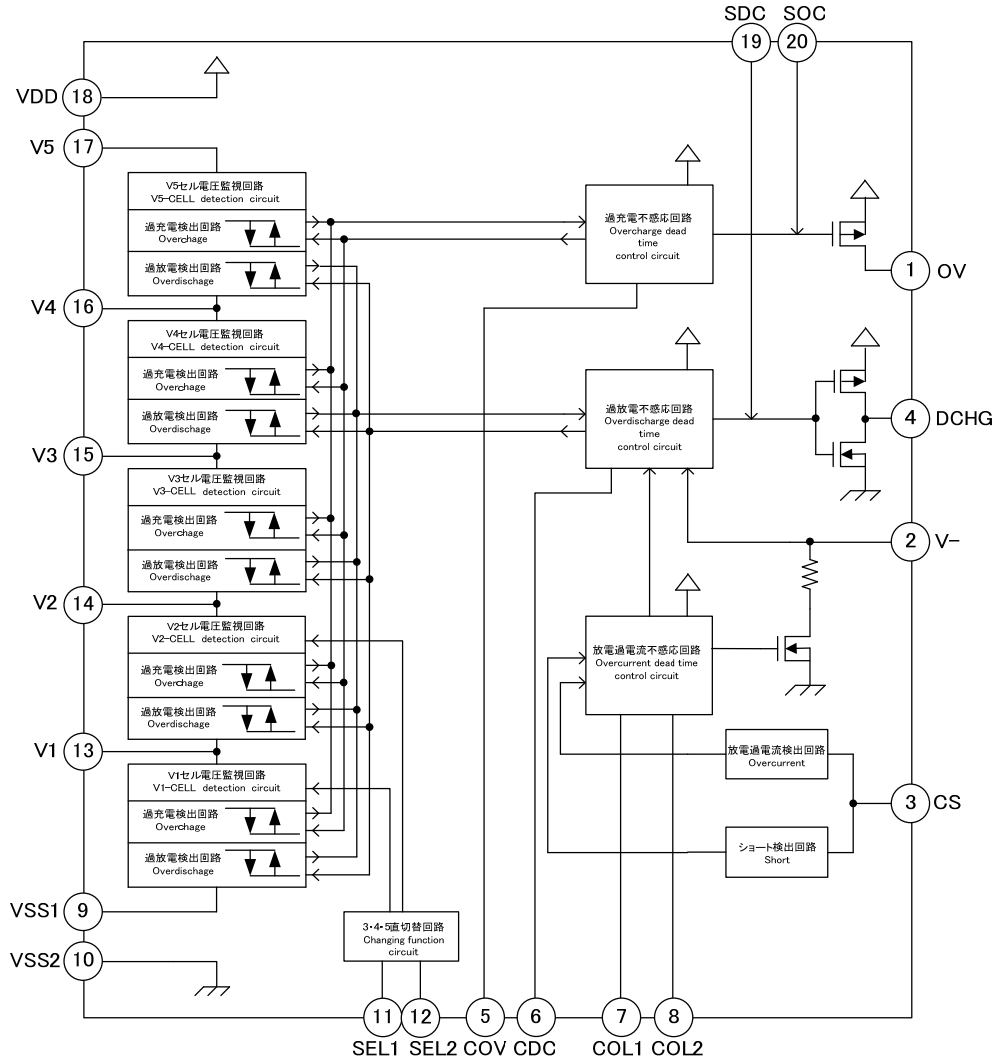 SDC
SOC
19
20
VDD
18
V5
17
V5セル電圧監視回路
V5-CELL detection circuit
過充電検出回路
Overchage
過放電検出回路
Overdischage
過充電不感応回路
Overcharge dead
time
control circuit
1
OV
V4
16
V4セル電圧監視回路
V4-CELL detection circuit
過充電検出回路
Overchage
過放電検出回路
Overdischage
過放電不感応回路
Overdischarge dead
time
control circuit
4
DCHG
V3
15
V3セル電圧監視回路
V3-CELL detection circuit
過充電検出回路
Overchage
過放電検出回路
Overdischage
2
V-
V2
14
V2セル電圧監視回路
V2-CELL detection circuit
過充電検出回路
Overchage
過放電検出回路
Overdischage
放電過電流不感応回路
Overcurrent dead time
control circuit
V1
13
V1セル電圧監視回路
V1-CELL detection circuit
過充電検出回路
Overchage
過放電検出回路
Overdischage
放電過電流検出回路
Overcurrent
3
CS
ショート検出回路
Short
VSS1
9
3・4・5直切替回路
Changing function
circuit
VSS2
10
11
12
5
6
7
8
SEL1
SEL2
COV
CDC
COL1
COL2